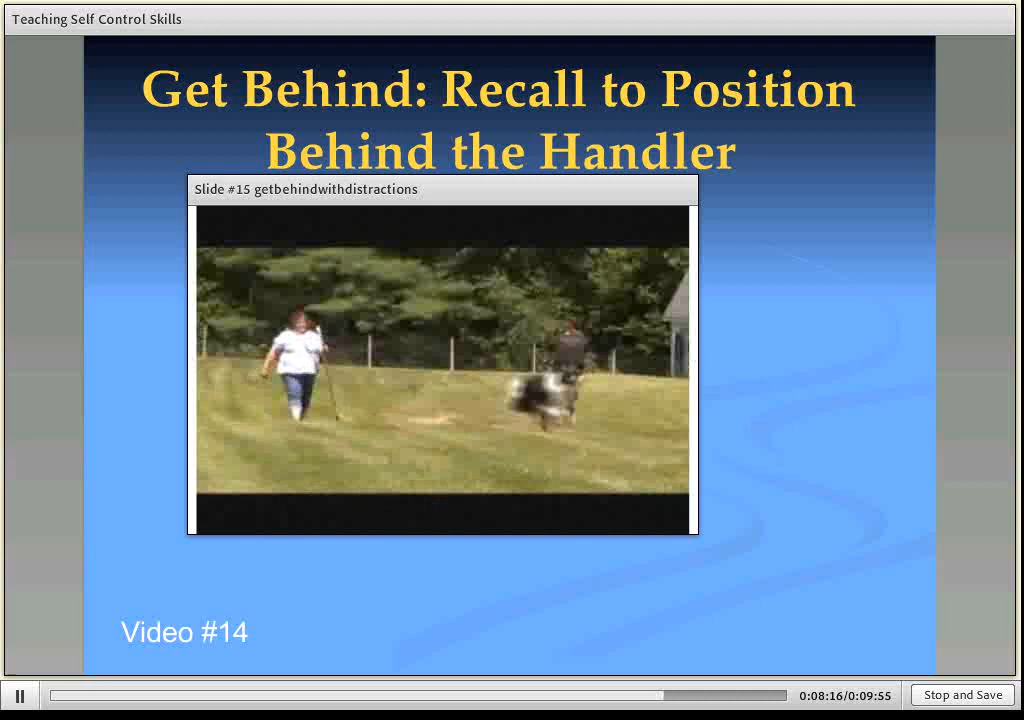 Teaching Self Control Skills
Get Behind: Recall to Position
Behind the Handler
Slide #15 getbehindwithdistractions
Video #14
0:08:16/0:09:55
Stop and Save